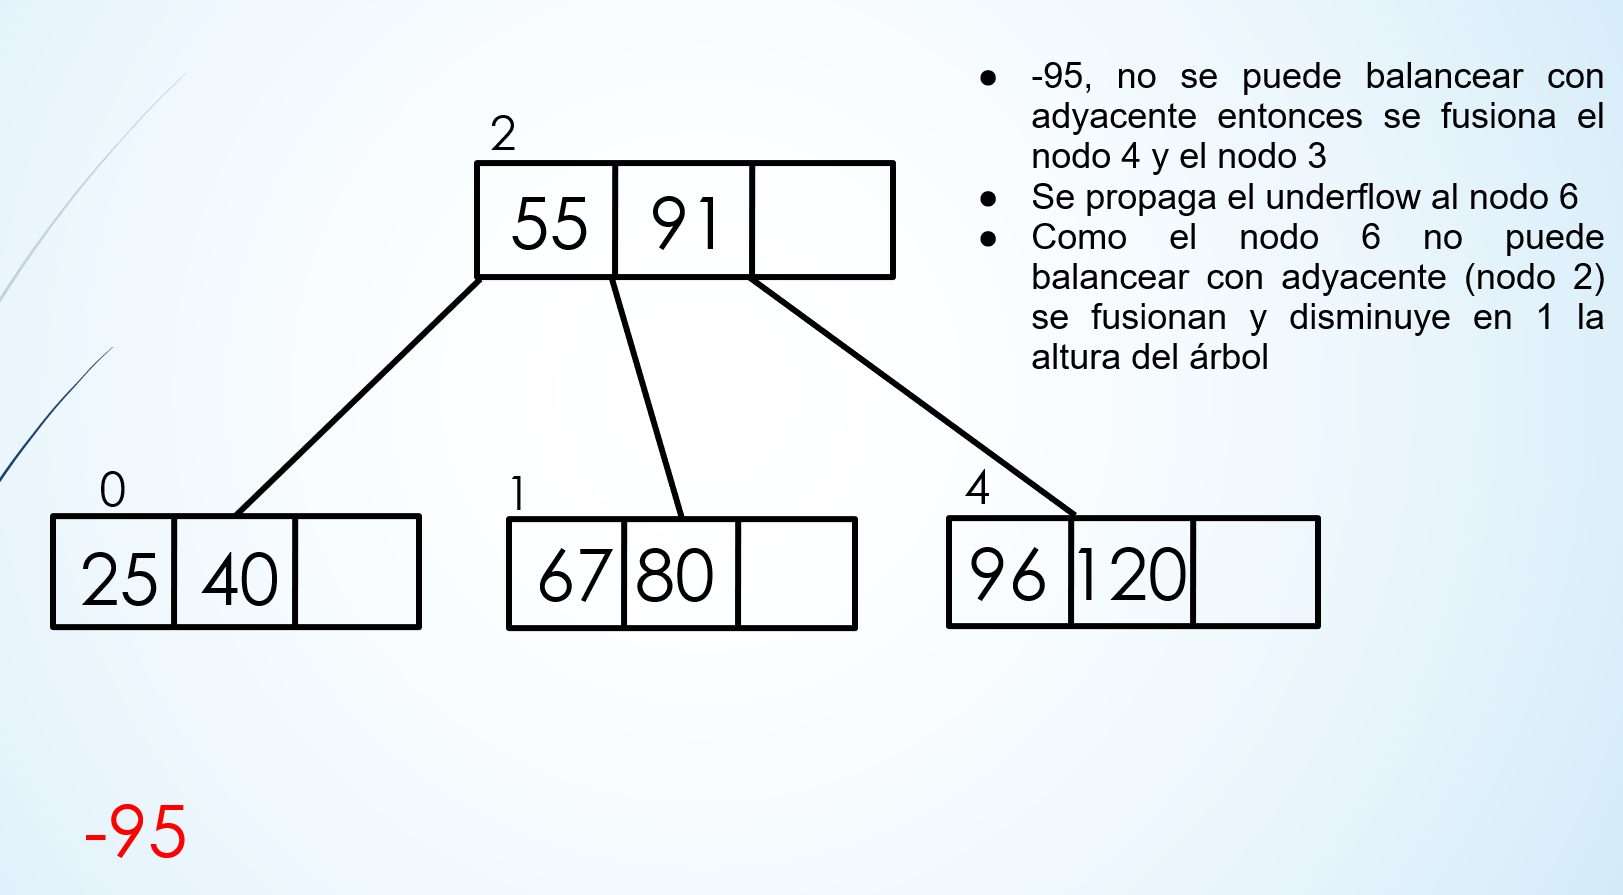 ● -95, no se puede balancear con
adyacente entonces se fusiona el
nodo 4 y el nodo 3
● Se propaga el underflow al nodo 6
● Como el nodo 6 no puede
balancear con adyacente (nodo 2)
se fusionan y disminuye en 1 la
altura del árbol
2
55 91
0
25 40
1
67 80
4
96 120
-95